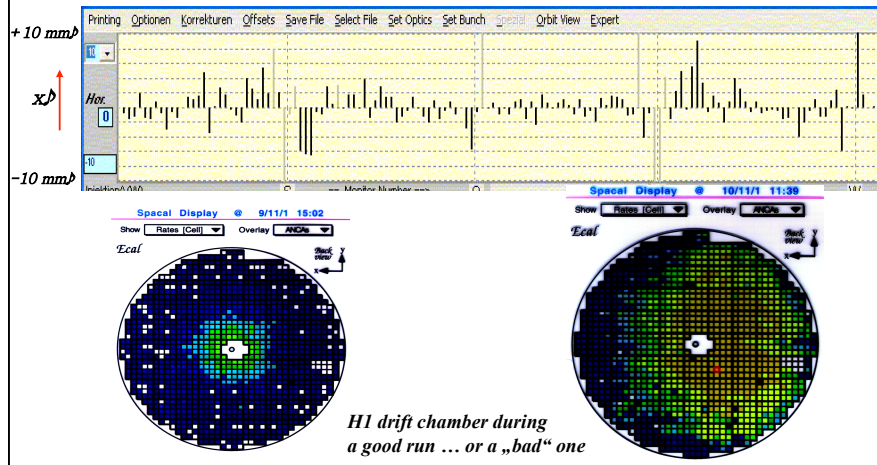 Printing Optionen Korrekturen Offsets Save File Select File Set Optics Set Bunch Spezial Orbit View Expert
+ 10 mm
10
x
Hor.
0
-10
-10 mm
== Monitor Number ==>
Spacal Display @ 9/11/1 15:02
Show Rates [Cell] Overlay ANCAs
Ecal
Back view
y
x
Spacal Display @ 10/11/1 11:39
Show Rates [Cell] Overlay ANCAs
Ecal
Back view
y
x
H1 drift chamber during
a good run … or a „bad“ one